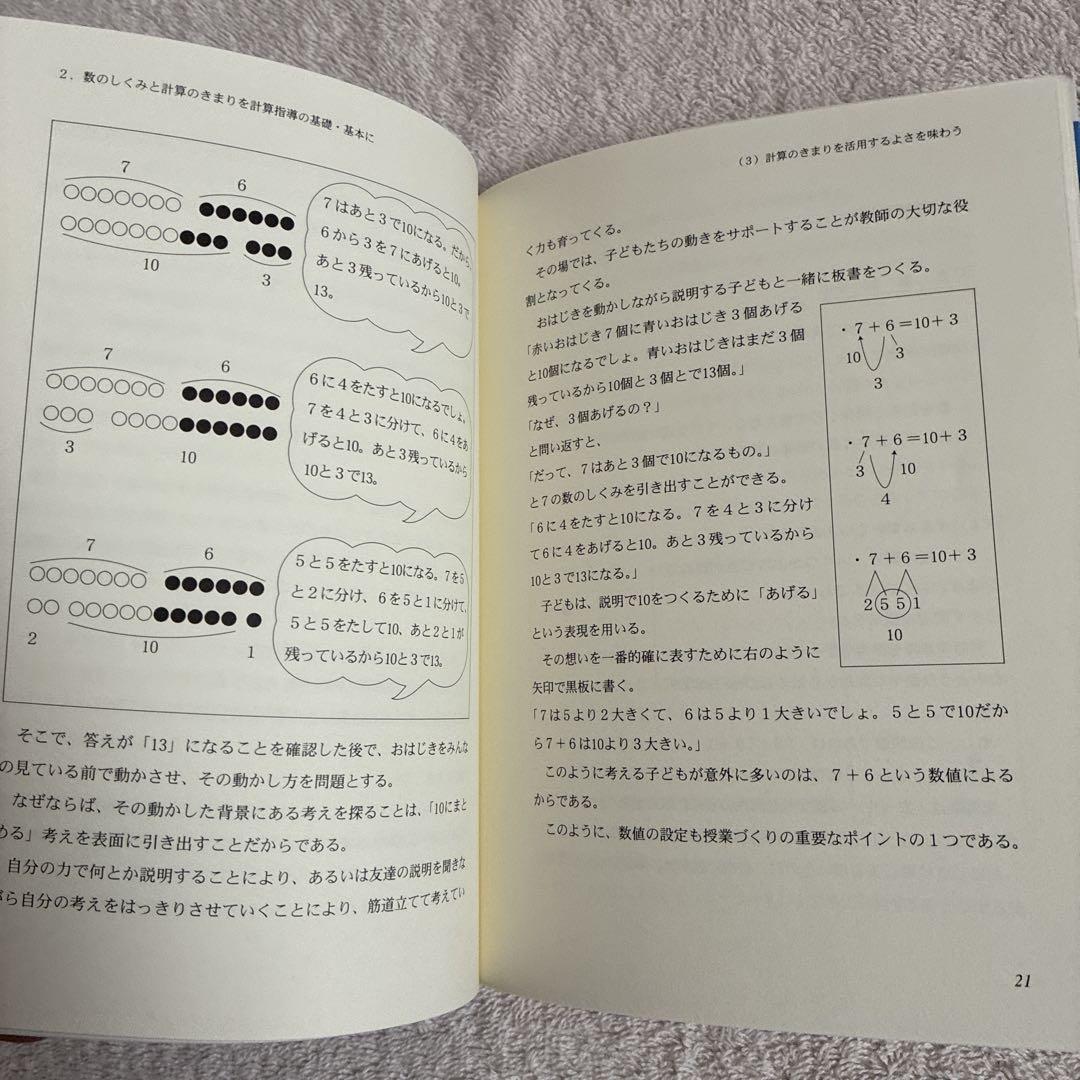 2．数のしくみと計算のきまりを計算指導の基礎・基本に
7
6
○○○○○○○ ●●●●●●
○○○○○○○●●● ●●●
10
3
7はあと3で10になる。だから、
6から3を7にあげると10。
あと3残っているから10と3で
13。
7
6
○○○○○○○ ●●●●●●
○○○ ○○○○●●●●●●
3
10
6に4をたすと10になるでしょ。
7を4と3に分けて、6に4をあ
げると10。あと3残っているから
10と3で13。
7
6
○○○○○○○ ●●●●●●
○○ ○○○○○●●●●● ●
2
10
1
5と5をたすと10になる。7を5
と2に分け、6を5と1に分けて、
5と5をたして10、あと2と1が
残っているから10と3で13。
そこで、答えが「13」になることを確認した後で、おはじきをみんな
の見ている前で動かさせ、その動かし方を問題とする。
なぜならば、その動かした背景にある考えを探ることは、「10にまと
める」考えを表面に引き出すことだからである。
自分の力で何とか説明することにより、あるいは友達の説明を聞きな
がら自分の考えをはっきりさせていくことにより、筋道立てて考えてい
（3）計算のきまりを活用するよさを味わう
く力も育ってくる。
その場では、子どもたちの動きをサポートすることが教師の大切な役
割となってくる。
おはじきを動かしながら説明する子どもと一緒に板書をつくる。
「赤いおはじき7個に青いおはじき3個あげる
と10個になるでしょ。青いおはじきはまだ3個
残っているから10個と3個とで13個。」
「なぜ、3個あげるの？」
と問い返すと、
「だって、7はあと3個で10になるもの。」
と7の数のしくみを引き出すことができる。
「6に4をたすと10になる。7を4と3に分け
て6に4をあげると10。あと3残っているから
10と3で13になる。」
子どもは、説明で10をつくるために「あげる」
という表現を用いる。
その想いを一番的確に表すために右のように
矢印で黒板に書く。
「7は5より2大きくて、6は5より1大きいでしょ。5と5で10だか
ら7+6は10より3大きい。」
このように考える子どもが意外に多いのは、7+6という数値による
からである。
このように、数値の設定も授業づくりの重要なポイントの1つである。
・7+6=10+3
10 3
3
・7+6=10+3
3 10
4
・7+6=10+3
2 5 5 1
10
21